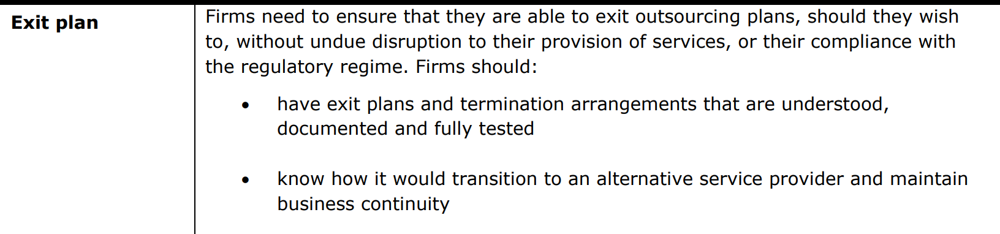 Exit plan
Firms need to ensure that they are able to exit outsourcing plans, should they wish
to, without undue disruption to their provision of services, or their compliance with
the regulatory regime. Firms should:
• have exit plans and termination arrangements that are understood,
documented and fully tested
• know how it would transition to an alternative service provider and maintain
business continuity